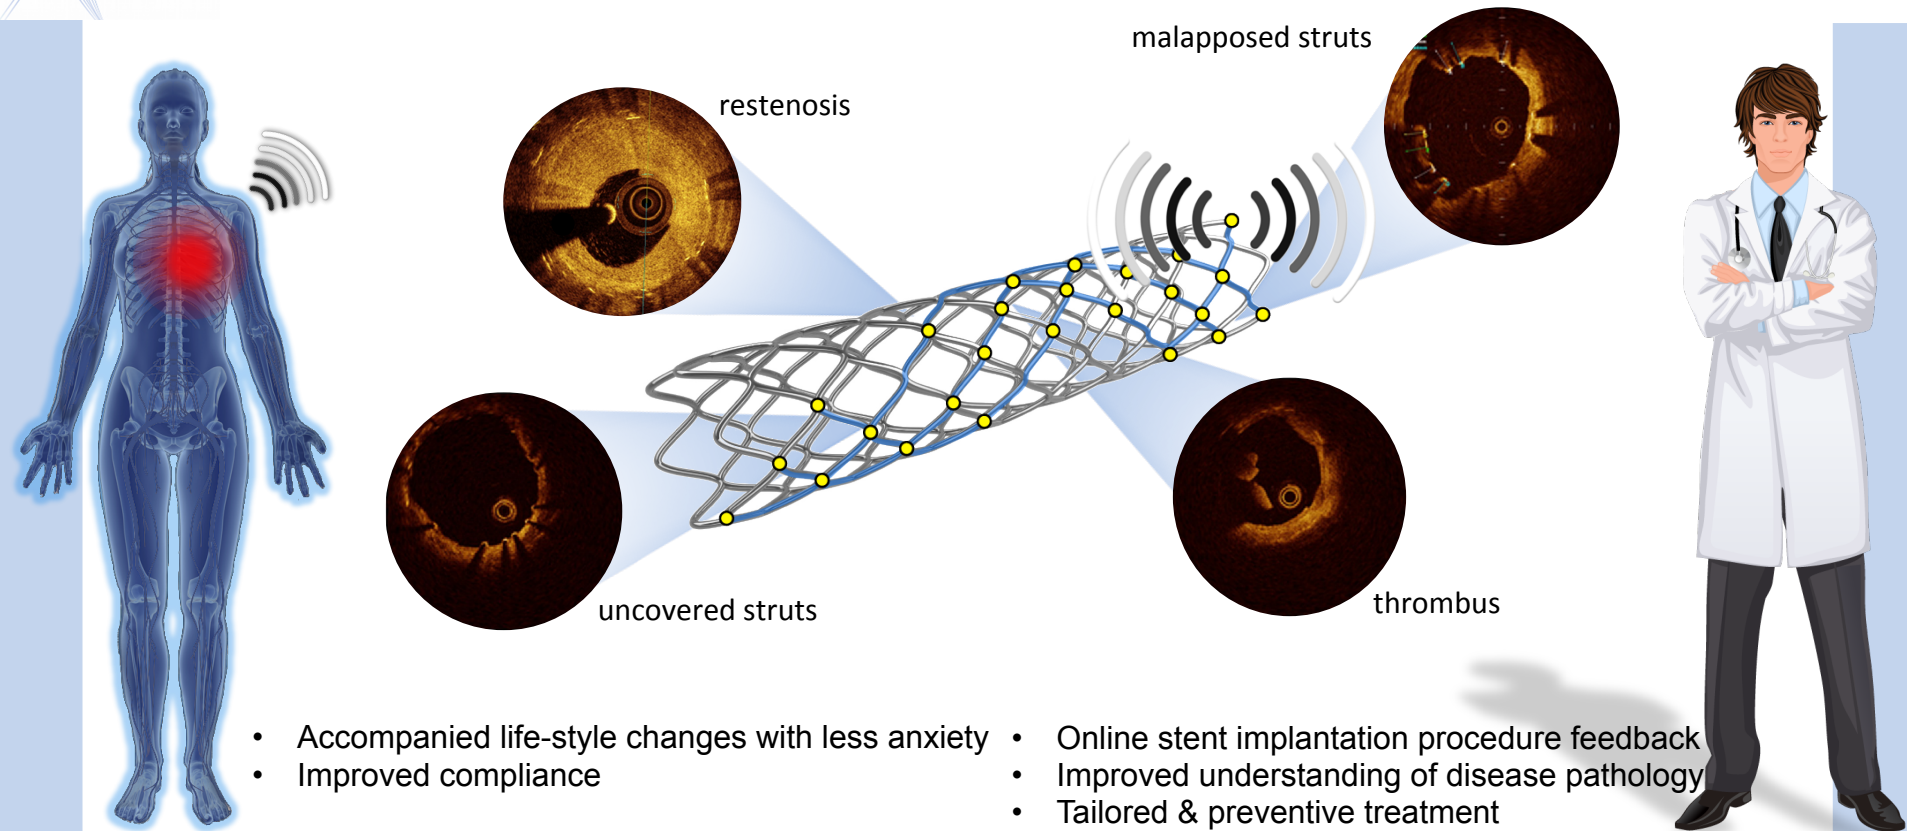 malapposed struts
restenosis
uncovered struts
thrombus
• Accompanied life-style changes with less anxiety
• Improved compliance
• Online stent implantation procedure feedback
• Improved understanding of disease pathology
• Tailored & preventive treatment